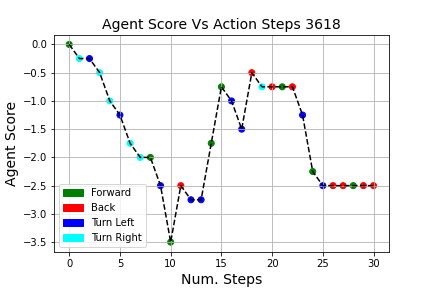 Agent Score Vs Action Steps 3618
Agent Score
0.0
−0.5
−1.0
−1.5
−2.0
−2.5
−3.0
−3.5
Forward
Back
Turn Left
Turn Right
0 5 10 15 20 25 30
Num. Steps